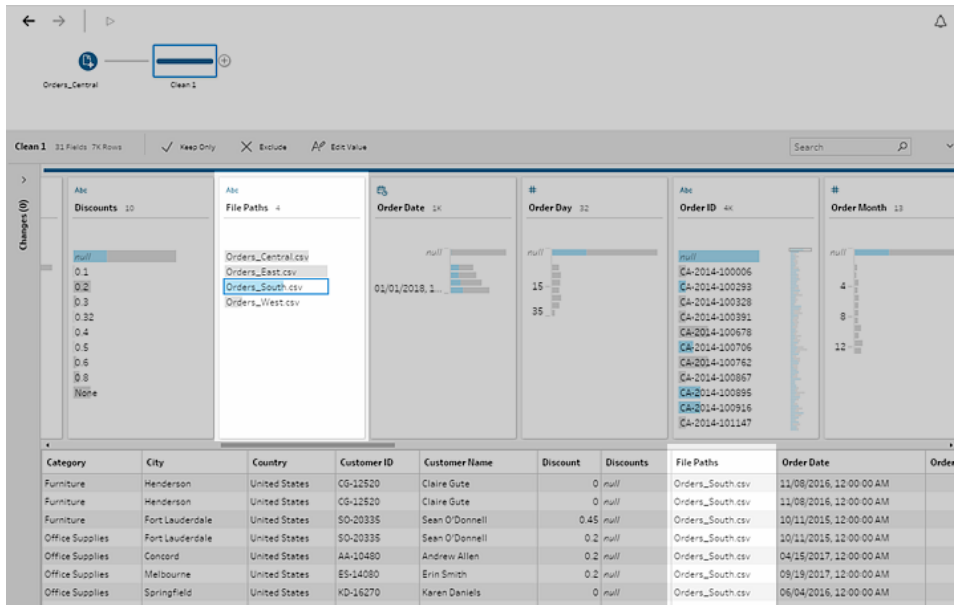 Orders_Central
Clean 1
Clean 1 31 Fields 7K Rows Keep Only Exclude Edit Value Search
Changes (0)
Abc
Discounts 10
null
0.1
0.2
0.3
0.32
0.4
0.5
0.6
0.8
None
Abc
File Paths 4
Orders_Central.csv
Orders_East.csv
Orders_South.csv
Orders_West.csv
Order Date 1K
null
01/01/2018, 1...
#
Order Day 32
null
15
35
Abc
Order ID 4K
null
CA-2014-100006
CA-2014-100293
CA-2014-100328
CA-2014-100391
CA-2014-100678
CA-2014-100706
CA-2014-100762
CA-2014-100867
CA-2014-100895
CA-2014-100916
CA-2014-101147
#
Order Month 13
null
4
8
12
Category City Country Customer ID Customer Name Discount Discounts File Paths Order Date Order
Furniture Henderson United States CG-12520 Claire Gute 0 null Orders_South.csv 11/08/2016, 12:00:00 AM
Furniture Henderson United States CG-12520 Claire Gute 0 null Orders_South.csv 11/08/2016, 12:00:00 AM
Furniture Fort Lauderdale United States SO-20335 Sean O'Donnell 0.45 null Orders_South.csv 10/11/2015, 12:00:00 AM
Office Supplies Fort Lauderdale United States SO-20335 Sean O'Donnell 0.2 null Orders_South.csv 10/11/2015, 12:00:00 AM
Office Supplies Concord United States AA-10480 Andrew Allen 0.2 null Orders_South.csv 04/15/2017, 12:00:00 AM
Office Supplies Melbourne United States ES-14080 Erin Smith 0.2 null Orders_South.csv 09/19/2017, 12:00:00 AM
Office Supplies Springfield United States KD-16270 Karen Daniels 0 null Orders_South.csv 06/04/2016, 12:00:00 AM